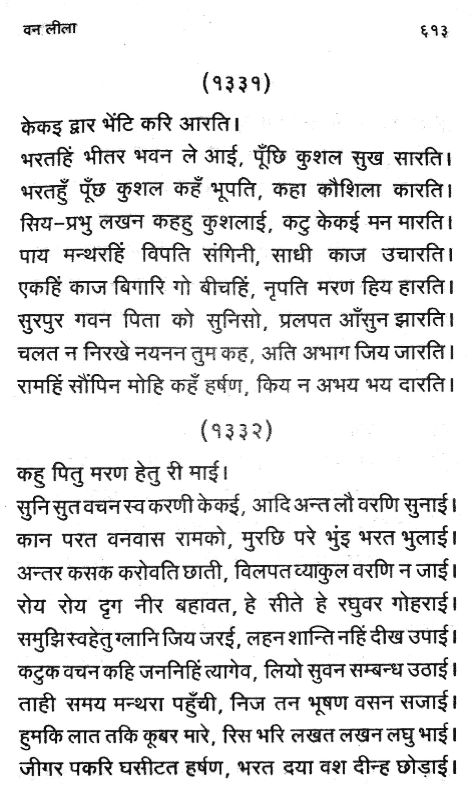 वन लीला ६१३
(१३३१)
केकइ द्वार भेंटि करि आरति।
भरतहिं भीतर भवन ले आई, पूँछि कुशल सुख सारति।
भरतहुँ पूँछ कुशल कहँ भूपति, कहा कौशिला कारति।
सिय-प्रभु लखन कहहु कुशलाई, कटु केकई मन मारति।
पाय मन्थरहिं विपति संगिनी, साधी काज उचारति।
एकहिं काज बिगारि गो बीचहिं, नृपति मरण हिय हारति।
सुरपुर गवन पिता को सुनिसो, प्रलपत आँसुन झारति।
चलत न निरखे नयनन तुम कह, अति अभाग जिय जारति।
रामहिं सौंपिन मोहि कहँ हर्षण, किय न अभय भय दारति।
(१३३२)
कहु पितु मरण हेतु री माई।
सुनि सुत वचन स्व करणी केकई, आदि अन्त लौ वरणि सुनाई।
कान परत वनवास रामको, मुरछि परे भुंइ भरत भुलाई।
अन्तर कसक करोवति छाती, विलपत व्याकुल वरणि न जाई।
रोय रोय दृग नीर बहावत, हे सीते हे रघुवर गोहराई।
समुझि स्वहेतु ग्लानि जिय जरई, लहन शान्ति नहिं दीख उपाई।
कटुक वचन कहि जननिहिं त्यागेव, लियो सुवन सम्बन्ध उठाई।
ताही समय मन्थरा पहुँची, निज तन भूषण वसन सजाई।
हुमकि लात तकि कूबर मारे, रिस भरि लखत लखन लघु भाई।
जीगर पकरि घसीटत हर्षण, भरत दया वश दीन्ह छोड़ाई।